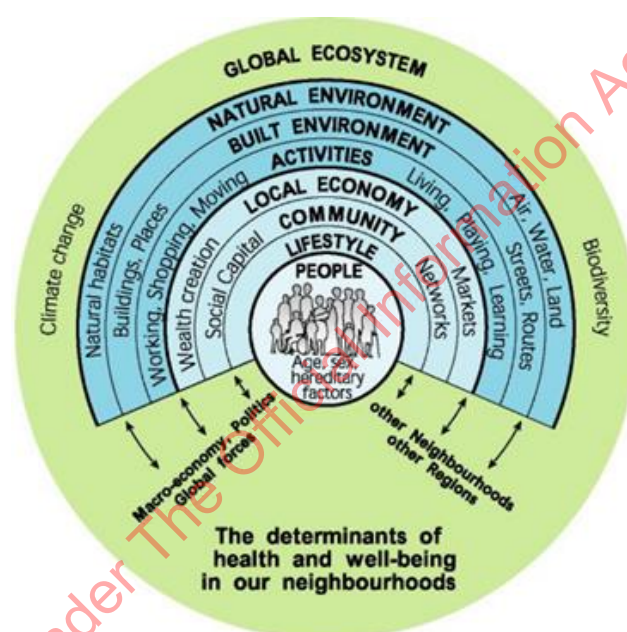 GLOBAL ECOSYSTEM
NATURAL ENVIRONMENT
BUILT ENVIRONMENT
ACTIVITIES
LOCAL ECONOMY
COMMUNITY
LIFESTYLE
PEOPLE
Age, sex
hereditary
factors
Climate change
Natural habitats
Buildings, Places
Working, Shopping, Moving
Wealth creation
Social Capital
Networks
Markets
Living, Playing, Learning
Streets, Routes
Air, Water Land
Biodiversity
Macro-economy, Politics
Global forces
other Neighbourhoods
other Regions
The determinants of
health and well-being
in our neighbourhoods
The Official Information